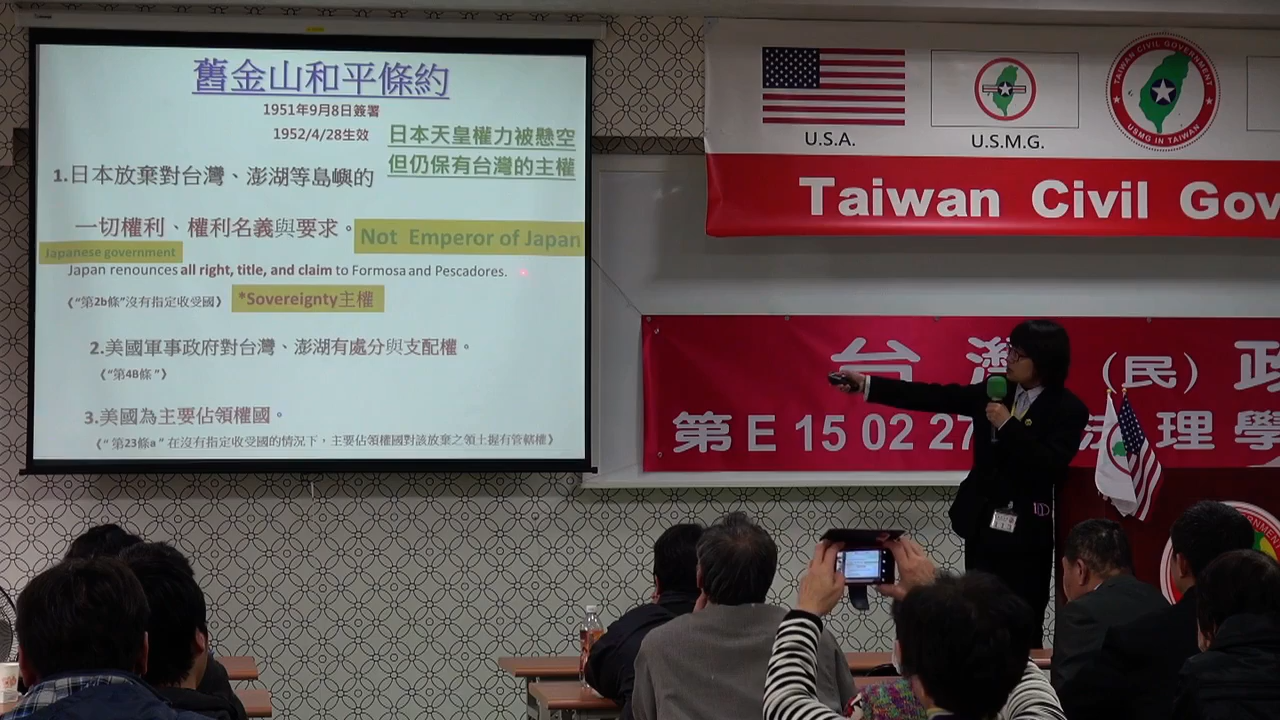 舊金山和平條約
1951年9月8日簽署
1952/4/28生效
日本天皇權力被懸空
但仍保有台灣的主權
1.日本放棄對台灣、澎湖等島嶼的
一切權利、權利名義與要求。
Not Emperor of Japan
Japanese government
Japan renounces all right, title, and claim to Formosa and Pescadores.
《“第2b條”沒有指定收受國》
*Sovereignty主權
2.美國軍事政府對台灣、澎湖有處分與支配權。
《“第4B條 ”》
3.美國為主要佔領權國。
《“ 第23條a ” 在沒有指定收受國的情況下，主要佔領權國對該放棄之領土握有管轄權》
U.S.A.
U.S.M.G.
TAIWAN CIVIL GOVERNMENT
USMG IN TAIWAN
Taiwan Civil Gov
台灣（民）政
第E 15 02 27
法理學